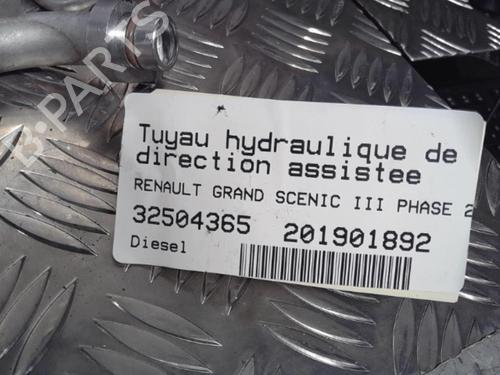 B-PARTS
Tuyau hydraulique de
direction assistee
RENAULT GRAND SCENIC III PHASE 2
32504365 201901892
Diesel